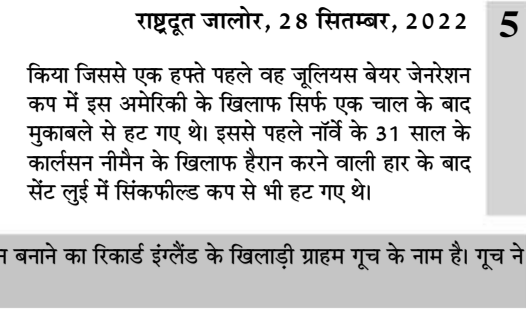 राष्ट्रदूत जालोर, 28 सितम्बर, 2022
5
किया जिससे एक हफ्ते पहले वह जूलियस बेयर जेनरेशन
कप में इस अमेरिकी के खिलाफ सिर्फ एक चाल के बाद
मुकाबले से हट गए थे। इससे पहले नॉर्वे के 31 साल के
कार्लसन नीमैन के खिलाफ हैरान करने वाली हार के बाद
सेंट लुई में सिंकफील्ड कप से भी हट गए थे।
न बनाने का रिकार्ड इंग्लैंड के खिलाड़ी ग्राहम गूच के नाम है। गूच ने